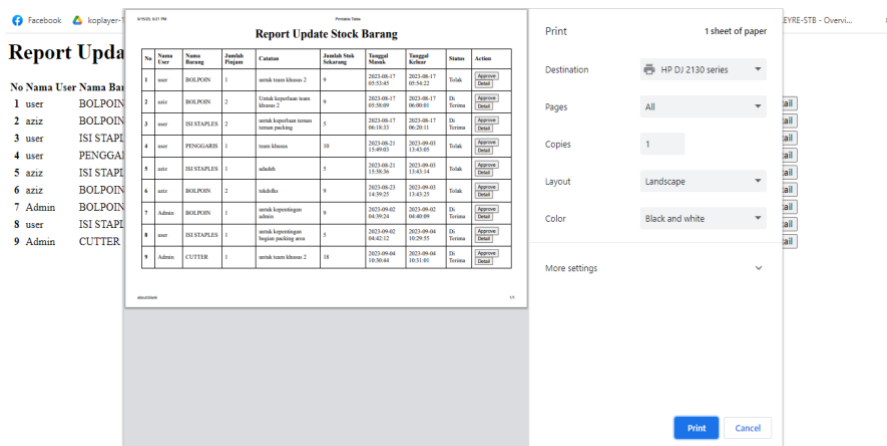 Facebook
koplayer-
EYRE-STB - Overvi...
Report Upda
No Nama User Nama Bar
1 user BOLPOIN
2 aziz BOLPOIN
3 user ISI STAPL
4 user PENGGAI
5 aziz ISI STAPL
6 aziz BOLPOIN
7 Admin BOLPOIN
8 user ISI STAPL
9 Admin CUTTER
Printable Table
Report Update Stock Barang
No Nama User Nama Barang Jumlah Pinjam Catatan Jumlah Stok Sekarang Tanggal Masuk Tanggal Keluar Status Action
1 user BOLPOIN 1 untuk team khusus 2 9 2023-08-17 05:53:45 2023-08-17 05:54:22 Tolak Approve Detail
2 aziz BOLPOIN 2 Untuk keperluan team khusus 2 9 2023-08-17 05:58:09 2023-08-17 06:00:01 Di Terima Approve Detail
3 user ISI STAPLES 2 untuk keperluan teman teman packing 5 2023-08-17 06:18:33 2023-08-17 06:20:11 Di Terima Approve Detail
4 user PENGGARIS 1 team khusus 10 2023-08-21 13:49:03 2023-09-03 13:43:05 Tolak Approve Detail
5 aziz ISI STAPLES 1 5 2023-08-21 13:58:36 2023-09-03 13:43:14 Tolak Approve Detail
6 aziz BOLPOIN 2 9 2023-08-23 14:39:25 2023-09-03 13:43:25 Tolak Approve Detail
7 Admin BOLPOIN 1 untuk kepentingan admin 9 2023-09-02 04:39:24 2023-09-02 04:40:09 Di Terima Approve Detail
8 user ISI STAPLES 1 untuk kepentingan bagian packing area 5 2023-09-02 04:42:12 2023-09-04 10:29:55 Di Terima Approve Detail
9 Admin CUTTER 1 untuk team khusus 2 18 2023-09-04 10:30:44 2023-09-04 10:31:01 Di Terima Approve Detail
about:blank
1/1
Print
1 sheet of paper
Destination
HP DJ 2130 series
Pages
All
Copies
1
Layout
Landscape
Color
Black and white
More settings
Print
Cancel
ail
ail
ail
ail
ail
ail
ail
ail
ail